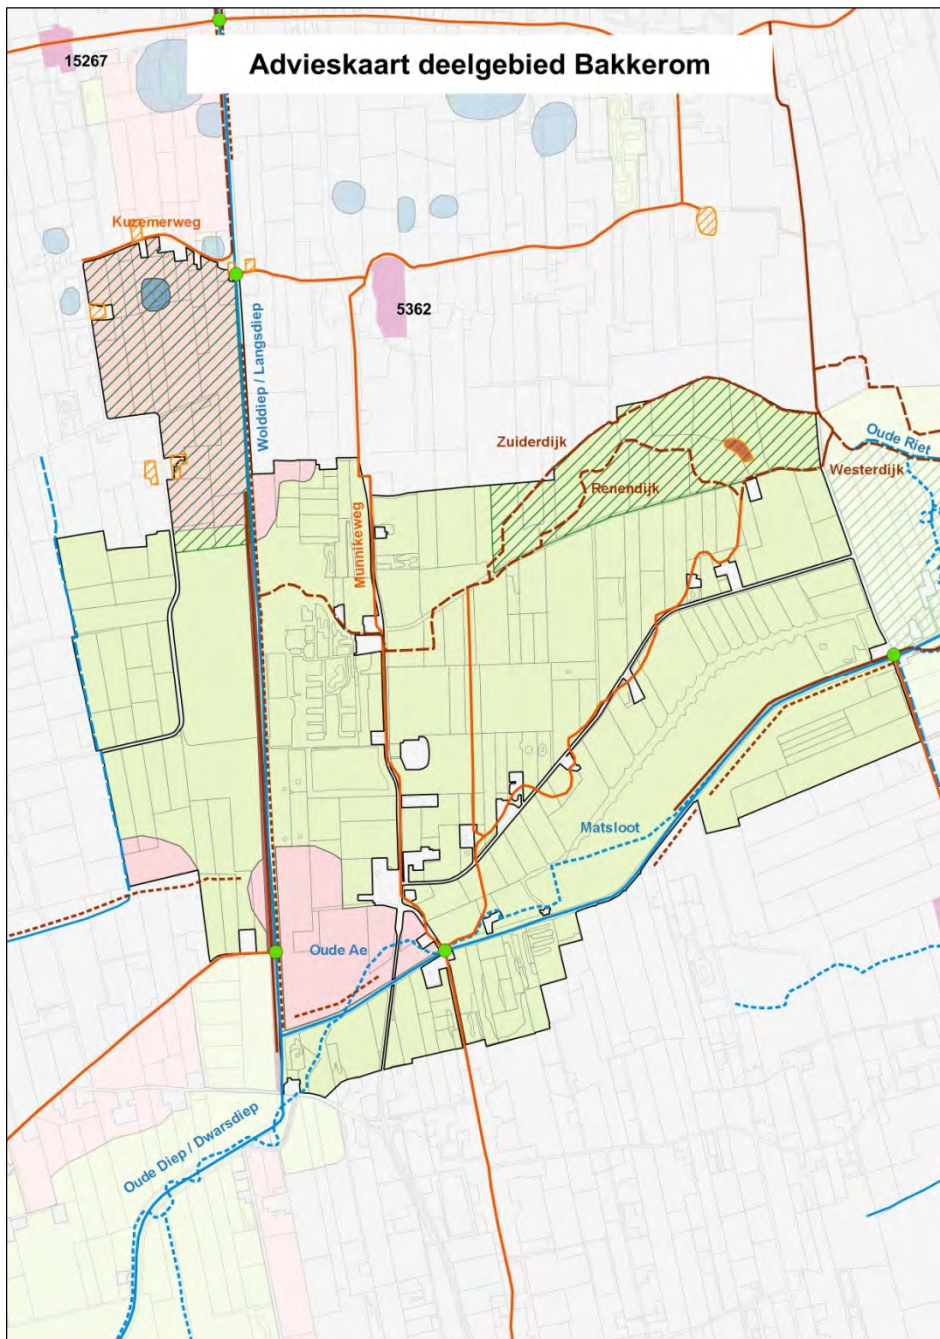 Advieskaart deelgebied Bakkerom
15267
Kuzemerweg
5362
Wolddiep / Langsdiep
Zuiderdijk
Oude Riet
Westerdijk
Renendijk
Munnikeweg
Matsloot
Oude Ae
Oude Diep / Dwarsdiep